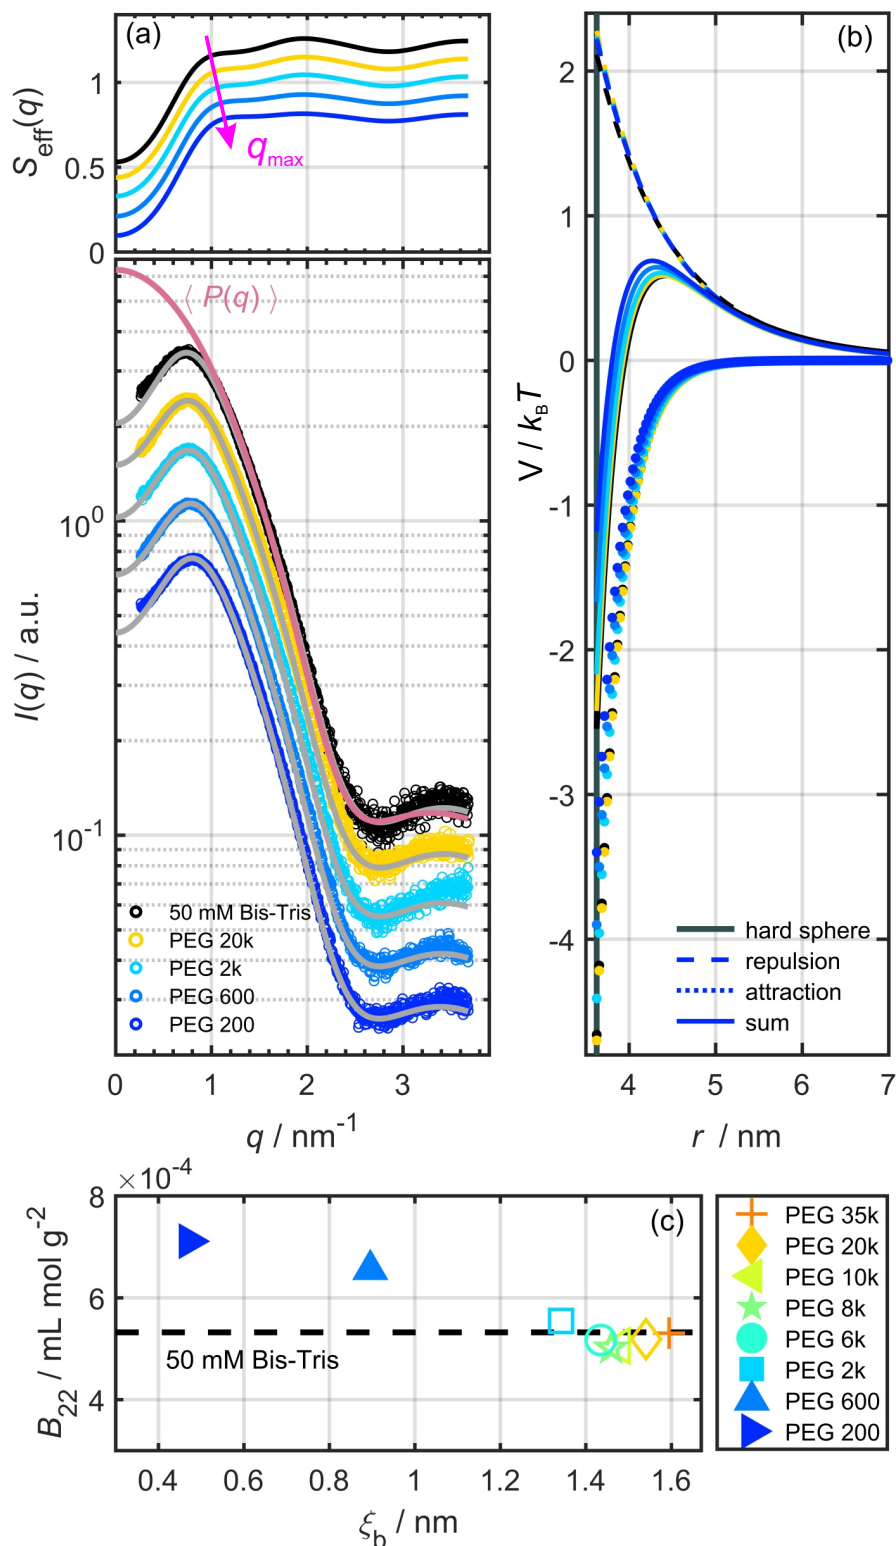 (a)
S_eff(q)
1
0.5
0
q_max
⟨ P(q) ⟩
I(q) / a.u.
10^0
10^-1
50 mM Bis-Tris
PEG 20k
PEG 2k
PEG 600
PEG 200
0 1 2 3
q / nm^-1
(b)
V / k_B T
2
1
0
-1
-2
-3
-4
hard sphere
repulsion
attraction
sum
4 5 6 7
r / nm
×10^-4
(c)
B_22 / mL mol g^-2
8
6
4
50 mM Bis-Tris
0.4 0.6 0.8 1 1.2 1.4 1.6
ξ_b / nm
PEG 35k
PEG 20k
PEG 10k
PEG 8k
PEG 6k
PEG 2k
PEG 600
PEG 200